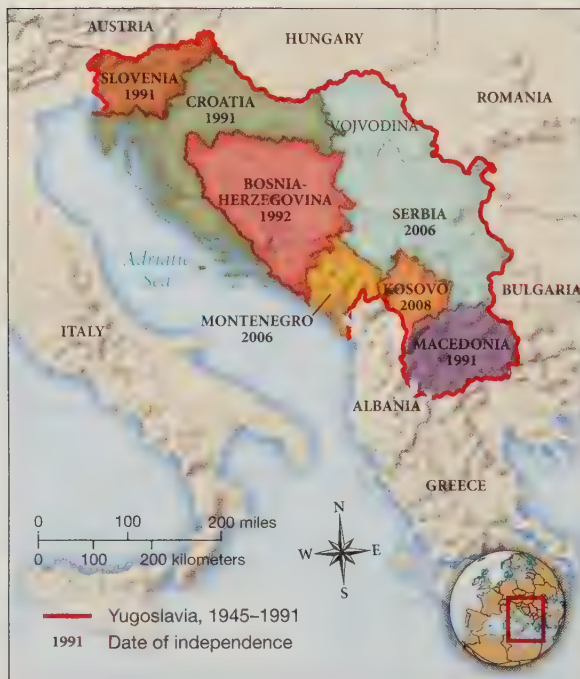 AUSTRIA
HUNGARY
SLOVENIA
1991
CROATIA
1991
ROMANIA
VOJVODINA
BOSNIA-
HERZEGOVINA
1992
SERBIA
2006
Adriatic
Sea
KOSOVO
2008
BULGARIA
ITALY
MONTENEGRO
2006
MACEDONIA
1991
ALBANIA
GREECE
0 100 200 miles
0 100 200 kilometers
N
W E
S
Yugoslavia, 1945–1991
1991 Date of independence